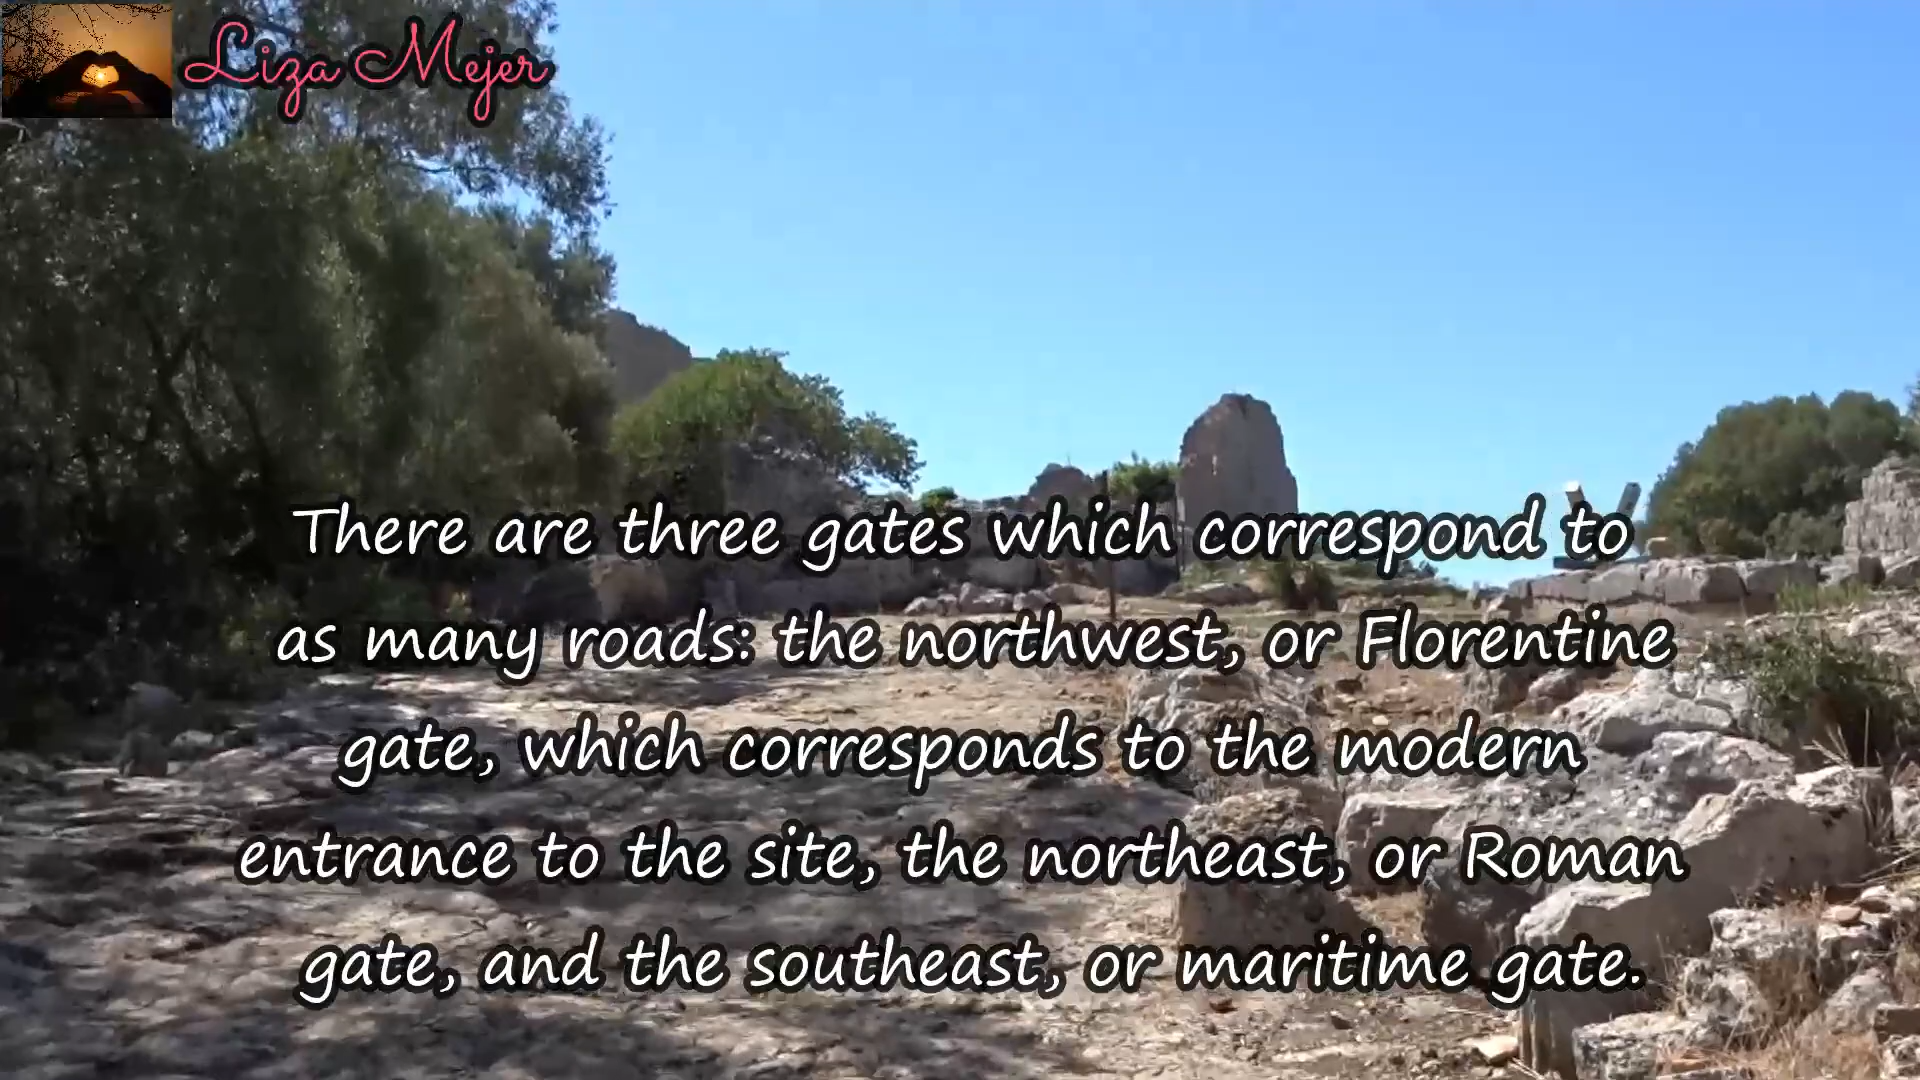 Liza Mejer
There are three gates which correspond to
as many roads: the northwest, or Florentine
gate, which corresponds to the modern
entrance to the site, the northeast, or Roman
gate, and the southeast, or maritime gate.